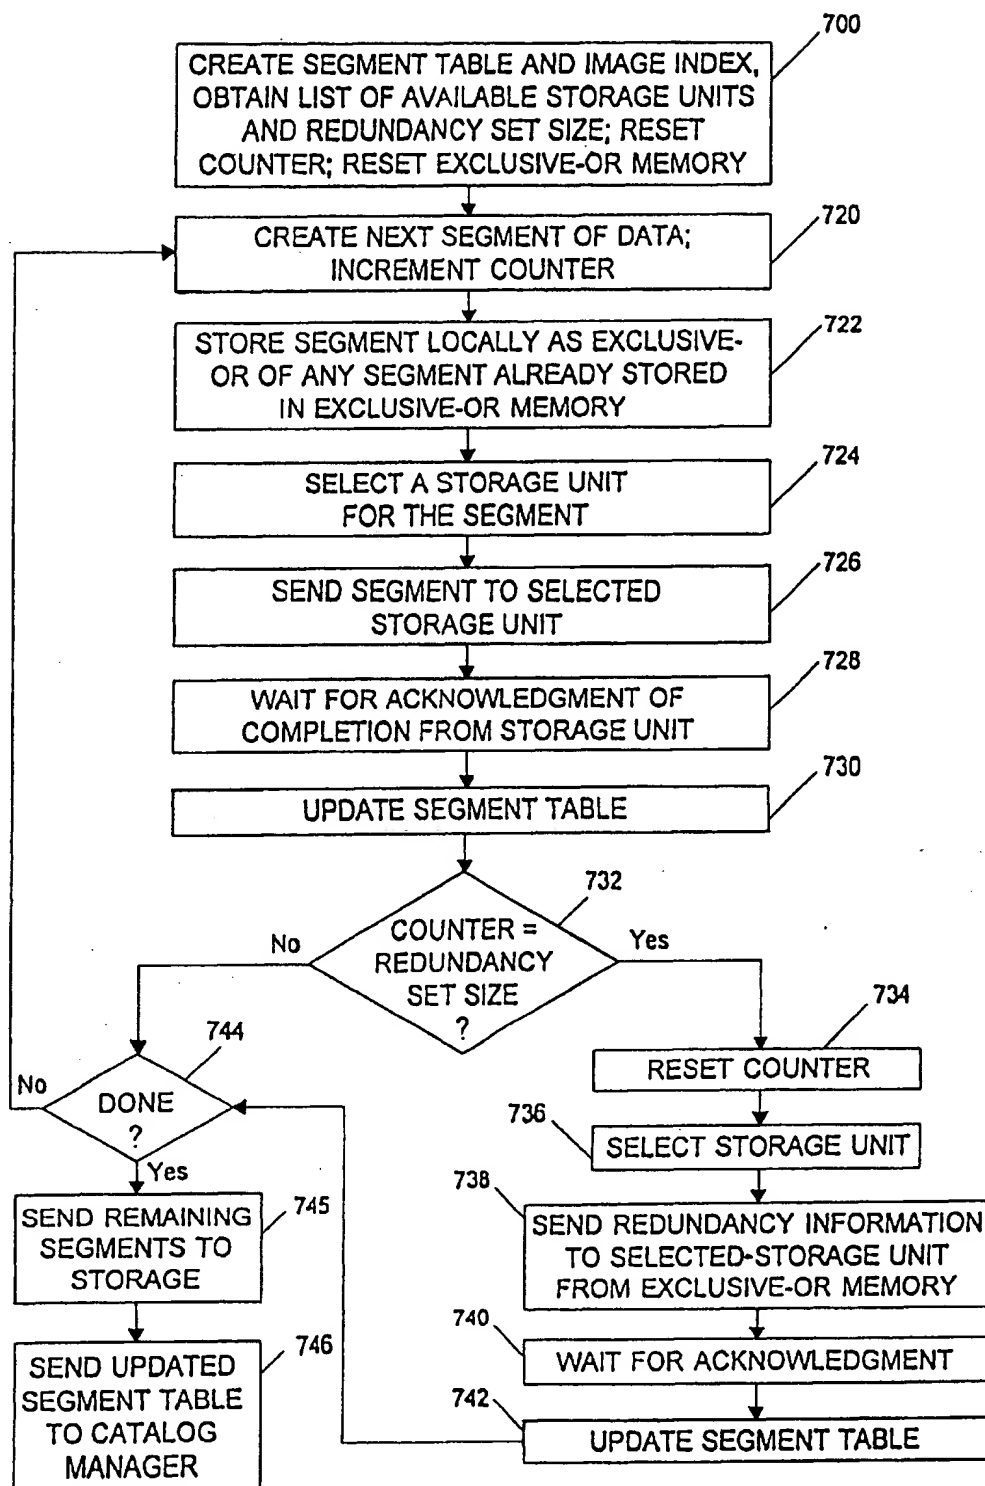 700
CREATE SEGMENT TABLE AND IMAGE INDEX,
OBTAIN LIST OF AVAILABLE STORAGE UNITS
AND REDUNDANCY SET SIZE; RESET
COUNTER; RESET EXCLUSIVE-OR MEMORY
720
CREATE NEXT SEGMENT OF DATA;
INCREMENT COUNTER
722
STORE SEGMENT LOCALLY AS EXCLUSIVE-
OR OF ANY SEGMENT ALREADY STORED
IN EXCLUSIVE-OR MEMORY
724
SELECT A STORAGE UNIT
FOR THE SEGMENT
726
SEND SEGMENT TO SELECTED
STORAGE UNIT
728
WAIT FOR ACKNOWLEDGMENT OF
COMPLETION FROM STORAGE UNIT
730
UPDATE SEGMENT TABLE
732
COUNTER =
REDUNDANCY
SET SIZE
?
No
Yes
734
RESET COUNTER
736
SELECT STORAGE UNIT
738
SEND REDUNDANCY INFORMATION
TO SELECTED-STORAGE UNIT
FROM EXCLUSIVE-OR MEMORY
740
WAIT FOR ACKNOWLEDGMENT
742
UPDATE SEGMENT TABLE
744
DONE
?
No
Yes
745
SEND REMAINING
SEGMENTS TO
STORAGE
746
SEND UPDATED
SEGMENT TABLE
TO CATALOG
MANAGER